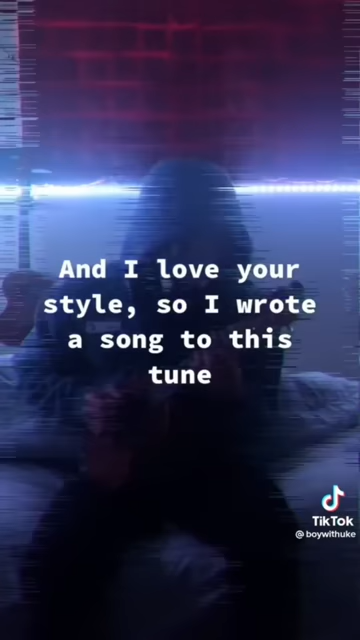 And I love your
style, so I wrote
a song to this
tune
TikTok
@boywithuke